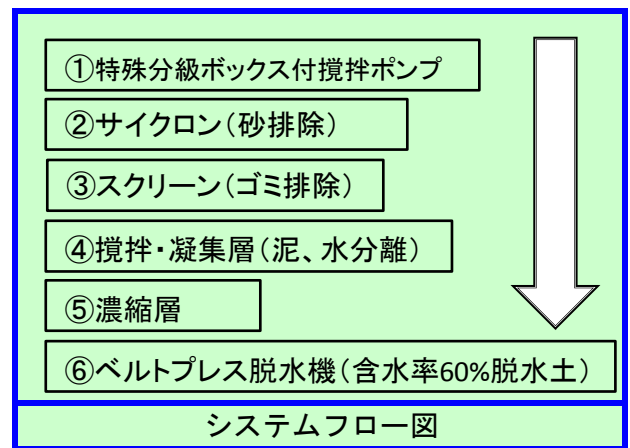 ①特殊分級ボックス付撹拌ポンプ
②サイクロン（砂排除）
③スクリーン（ゴミ排除）
④撹拌・凝集層（泥、水分離）
⑤濃縮層
⑥ベルトプレス脱水機（含水率60%脱水土）
システムフロー図